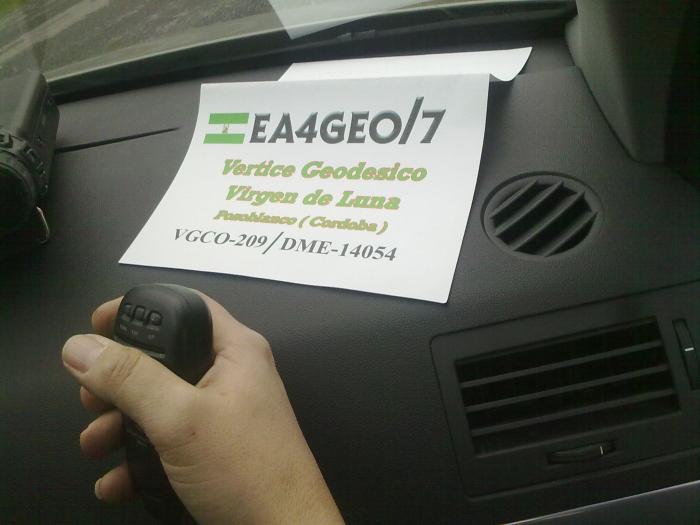 EA4GEO/7
Vertice Geodesico
Virgen de Luna
Pozoblanco ( Cordoba )
VGCO-209/DME-14054